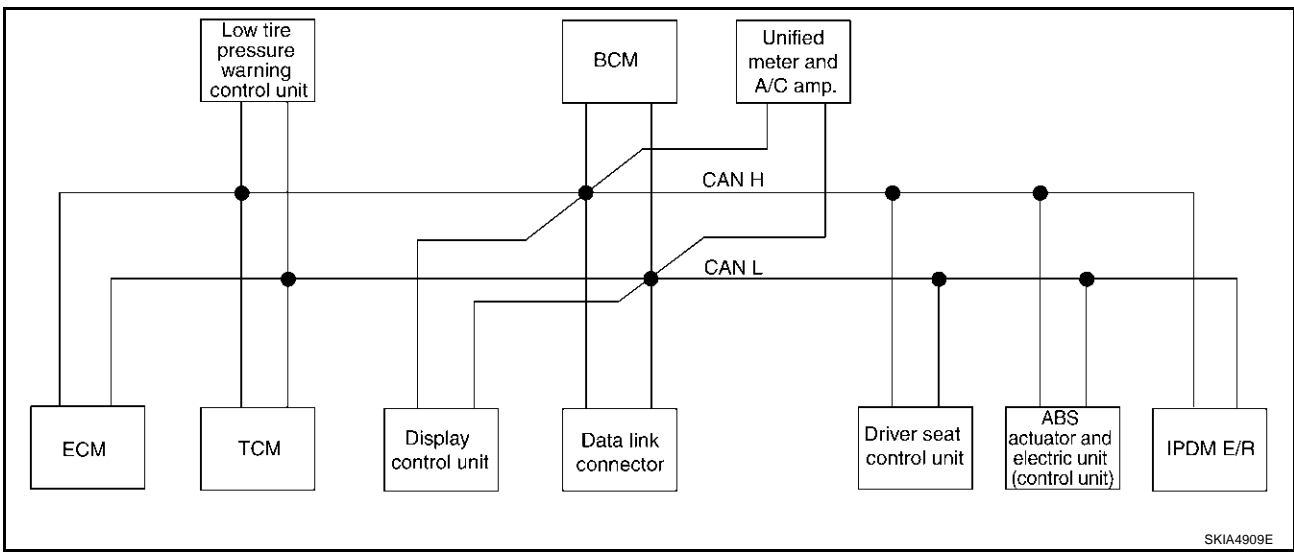 Low tire
pressure
warning
control unit
BCM
Unified
meter and
A/C amp.
CAN H
CAN L
ECM
TCM
Display
control unit
Data link
connector
Driver seat
control unit
ABS
actuator and
electric unit
(control unit)
IPDM E/R
SKIA4909E